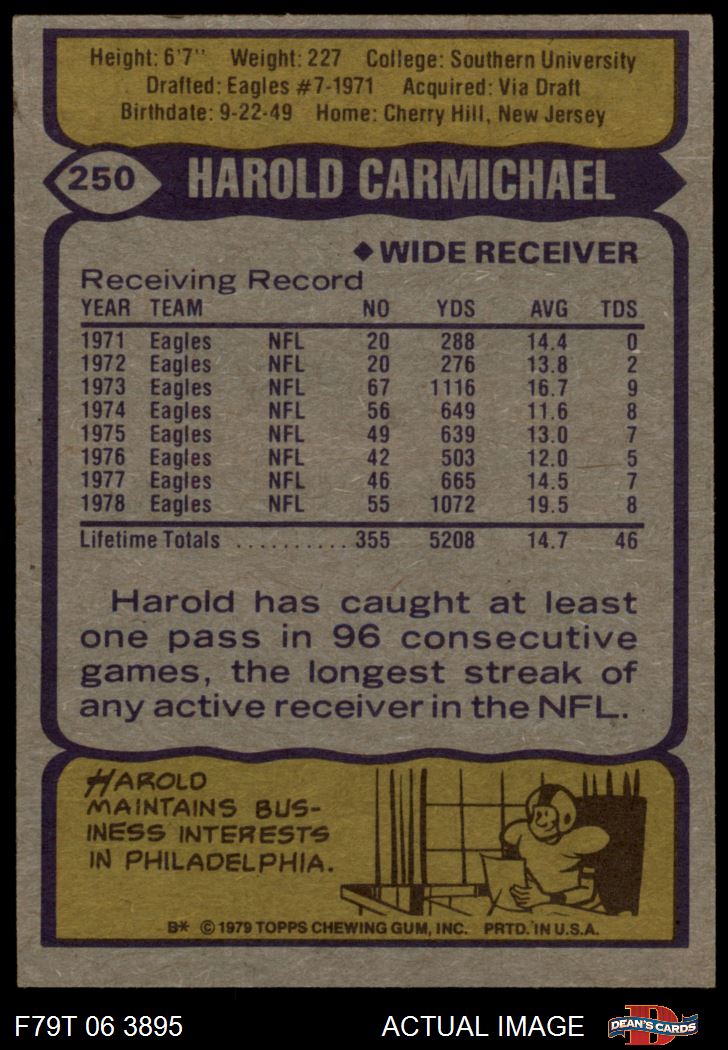 Height: 6'7" Weight: 227 College: Southern University
Drafted: Eagles #7-1971 Acquired: Via Draft
Birthdate: 9-22-49 Home: Cherry Hill, New Jersey
250 HAROLD CARMICHAEL
◆ WIDE RECEIVER
Receiving Record
YEAR TEAM NO YDS AVG TDS
1971 Eagles NFL 20 288 14.4 0
1972 Eagles NFL 20 276 13.8 2
1973 Eagles NFL 67 1116 16.7 9
1974 Eagles NFL 56 649 11.6 8
1975 Eagles NFL 49 639 13.0 7
1976 Eagles NFL 42 503 12.0 5
1977 Eagles NFL 46 665 14.5 7
1978 Eagles NFL 55 1072 19.5 8
Lifetime Totals .......... 355 5208 14.7 46
Harold has caught at least
one pass in 96 consecutive
games, the longest streak of
any active receiver in the NFL.
HAROLD
MAINTAINS BUS-
INESS INTERESTS
IN PHILADELPHIA.
B* © 1979 TOPPS CHEWING GUM, INC. PRTD. IN U.S.A.
F79T 06 3895 ACTUAL IMAGE D DEAN'S CARDS